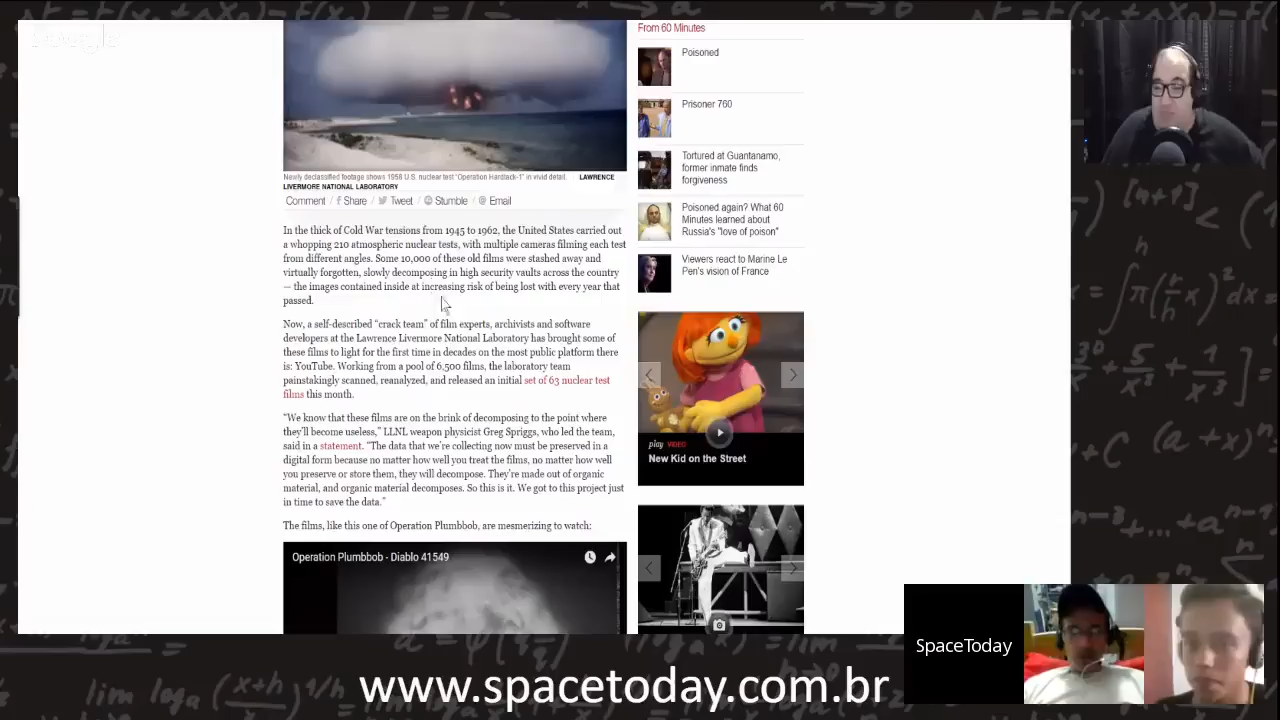 From 60 Minutes
Poisoned
Prisoner 760
Tortured at Guantanamo,
former inmate finds
forgiveness
Poisoned again? What 60
Minutes learned about
Russia's "love of poison"
Viewers react to Marine Le
Pen's vision of France
Newly declassified footage shows 1958 U.S. nuclear test "Operation Hardtack-1" in vivid detail. LAWRENCE
LIVERMORE NATIONAL LABORATORY
Comment / Share / Tweet / Stumble / Email
In the thick of Cold War tensions from 1945 to 1962, the United States carried out
a whopping 210 atmospheric nuclear tests, with multiple cameras filming each test
from different angles. Some 10,000 of these old films were stashed away and
virtually forgotten, slowly decomposing in high security vaults across the country
— the images contained inside at increasing risk of being lost with every year that
passed.
Now, a self-described “crack team” of film experts, archivists and software
developers at the Lawrence Livermore National Laboratory has brought some of
these films to light for the first time in decades on the most public platform there
is: YouTube. Working from a pool of 6,500 films, the laboratory team
painstakingly scanned, reanalyzed, and released an initial set of 63 nuclear test
films this month.
“We know that these films are on the brink of decomposing to the point where
they’ll become useless,” LLNL weapon physicist Greg Spriggs, who led the team,
said in a statement. “The data that we’re collecting now must be preserved in a
digital form because no matter how well you treat the films, no matter how well
you preserve or store them, they will decompose. They’re made out of organic
material, and organic material decomposes. So this is it. We got to this project just
in time to save the data.”
The films, like this one of Operation Plumbbob, are mesmerizing to watch:
Operation Plumbbob - Diablo 41549
play VIDEO
New Kid on the Street
SpaceToday
www.spacetoday.com.br